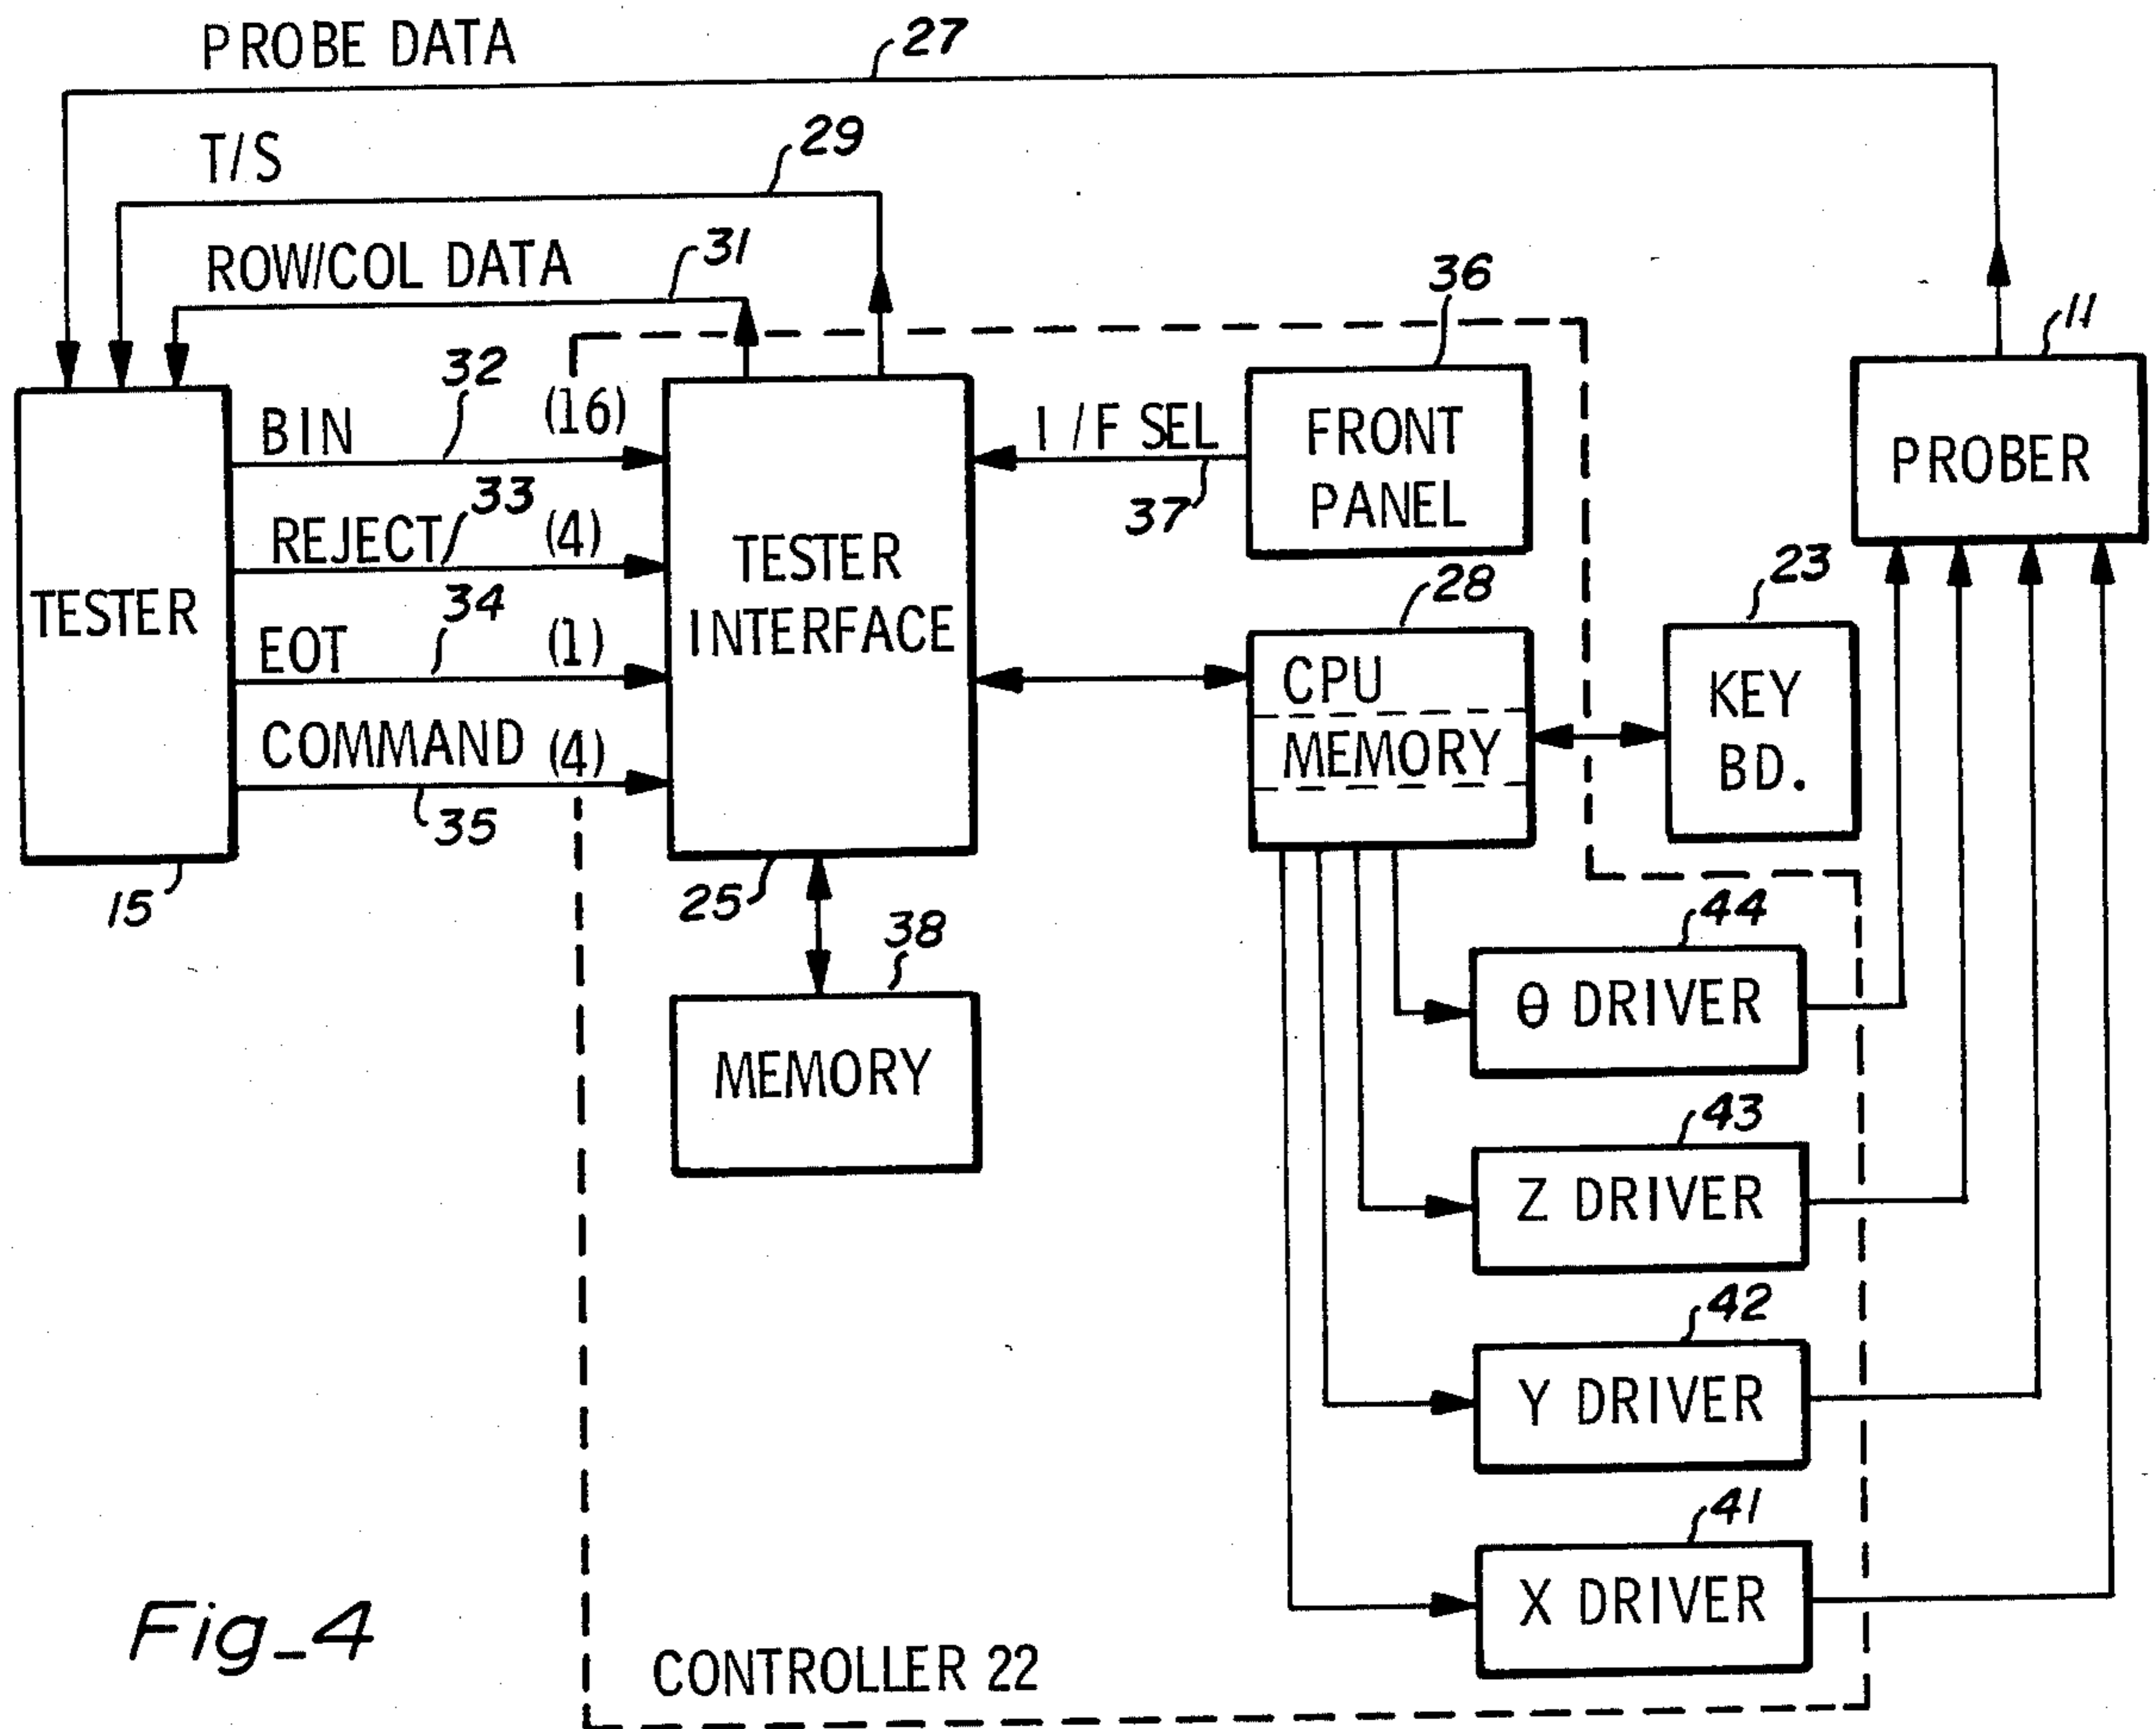 PROBE DATA
27
T/S
29
ROW/COL DATA
31
36
11
BIN
32
(16)
I/F SEL
37
FRONT
PANEL
PROBER
REJECT
33
(4)
TESTER
INTERFACE
TESTER
EOT
34
(1)
28
23
CPU
MEMORY
KEY
BD.
COMMAND
(4)
35
15
25
38
MEMORY
44
θ DRIVER
43
Z DRIVER
42
Y DRIVER
41
X DRIVER
Fig_4
CONTROLLER 22